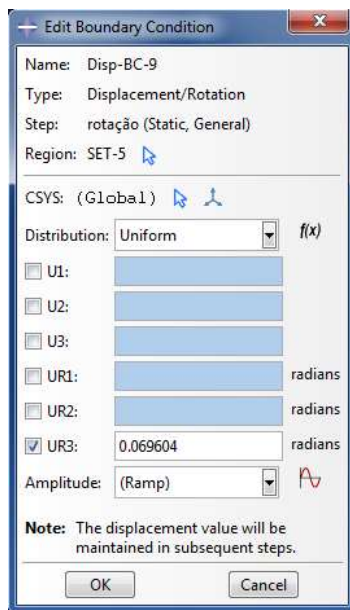 Edit Boundary Condition
Name: Disp-BC-9
Type: Displacement/Rotation
Step: rotação (Static, General)
Region: SET-5
CSYS: (Global)
Distribution: Uniform f(x)
U1:
U2:
U3:
UR1: radians
UR2: radians
UR3: 0.069604 radians
Amplitude: (Ramp)
Note: The displacement value will be
maintained in subsequent steps.
OK Cancel